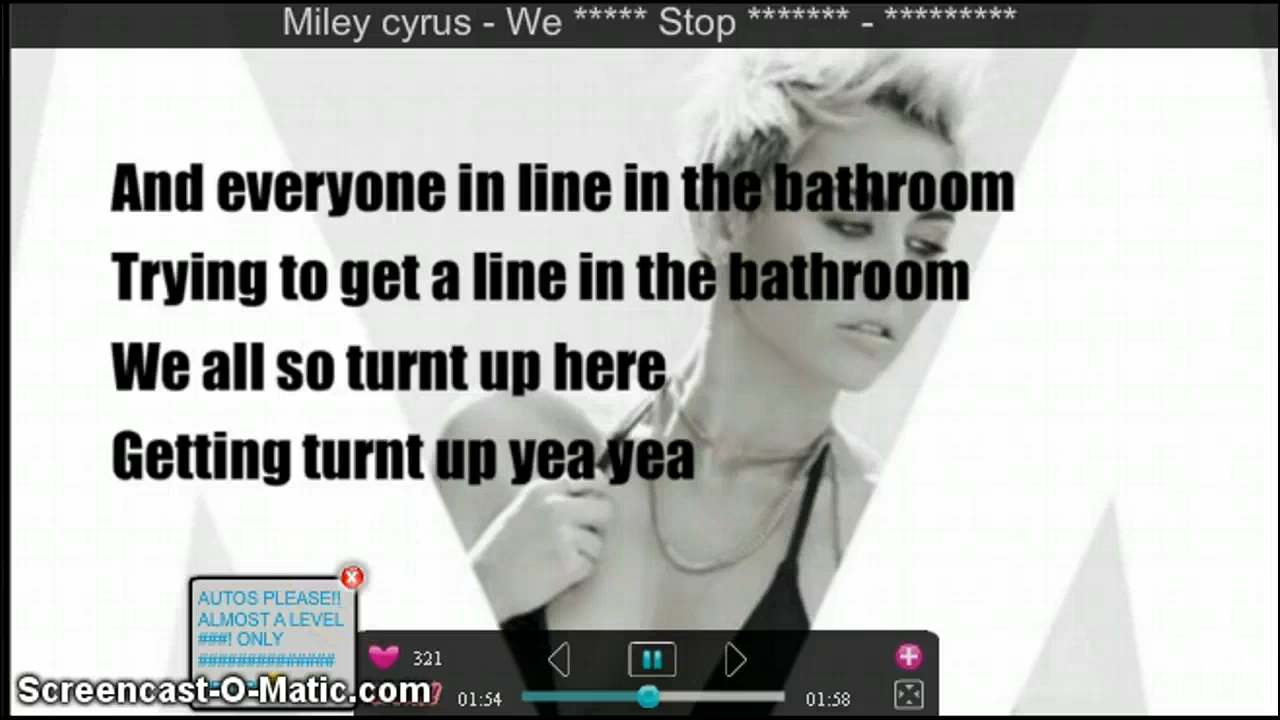 Miley cyrus - We ***** Stop ******* - *********
And everyone in line in the bathroom
Trying to get a line in the bathroom
We all so turnt up here
Getting turnt up yea yea
AUTOS PLEASE!!
ALMOST A LEVEL
###! ONLY
##############
321
01:54
01:58
Screencast-O-Matic.com